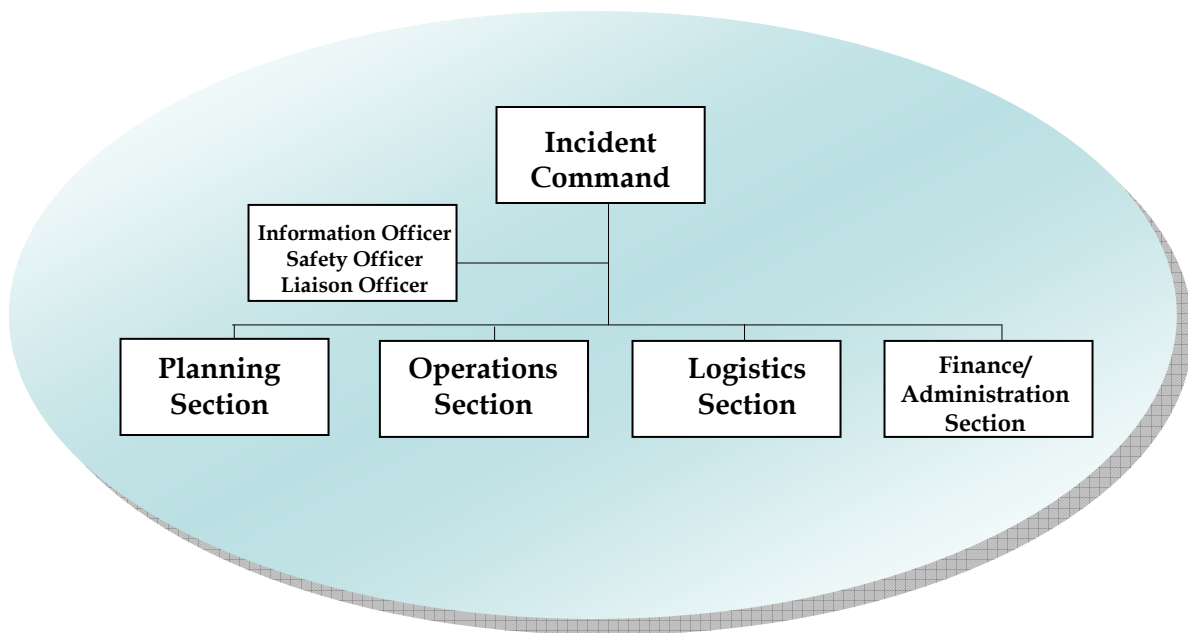 Incident
Command
Information Officer
Safety Officer
Liaison Officer
Planning
Section
Operations
Section
Logistics
Section
Finance/
Administration
Section